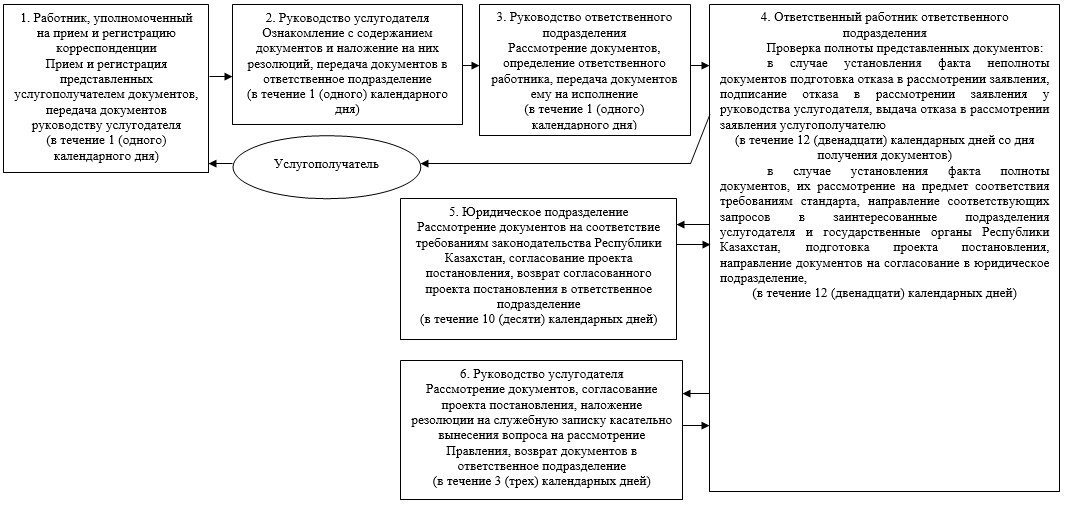 1. Работник, уполномоченный
на прием и регистрацию
корреспонденции
Прием и регистрация
представленных
услугополучателем документов,
передача документов
руководству услугодателя
(в течение 1 (одного)
календарного дня)
2. Руководство услугодателя
Ознакомление с содержанием
документов и наложение на них
резолюций, передача документов в
ответственное подразделение
(в течение 1 (одного) календарного
дня)
3. Руководство ответственного
подразделения
Рассмотрение документов,
определение ответственного
работника, передача документов
ему на исполнение
(в течение 1 (одного)
календарного дня)
4. Ответственный работник ответственного
подразделения
Проверка полноты представленных документов:
в случае установления факта неполноты
документов подготовка отказа в рассмотрении заявления,
подписание отказа в рассмотрении заявления у
руководства услугодателя, выдача отказа в рассмотрении
заявления услугополучателю
(в течение 12 (двенадцати) календарных дней со дня
получения документов)
в случае установления факта полноты
документов, их рассмотрение на предмет соответствия
требованиям стандарта, направление соответствующих
запросов в заинтересованные подразделения
услугодателя и государственные органы Республики
Казахстан, подготовка проекта постановления,
направление документов на согласование в юридическое
подразделение,
(в течение 12 (двенадцати) календарных дней)
Услугополучатель
5. Юридическое подразделение
Рассмотрение документов на соответствие
требованиям законодательства Республики
Казахстан, согласование проекта
постановления, возврат согласованного
проекта постановления в ответственное
подразделение
(в течение 10 (десяти) календарных дней)
6. Руководство услугодателя
Рассмотрение документов, согласование
проекта постановления, наложение
резолюции на служебную записку касательно
вынесения вопроса на рассмотрение
Правления, возврат документов в
ответственное подразделение
(в течение 3 (трех) календарных дней)